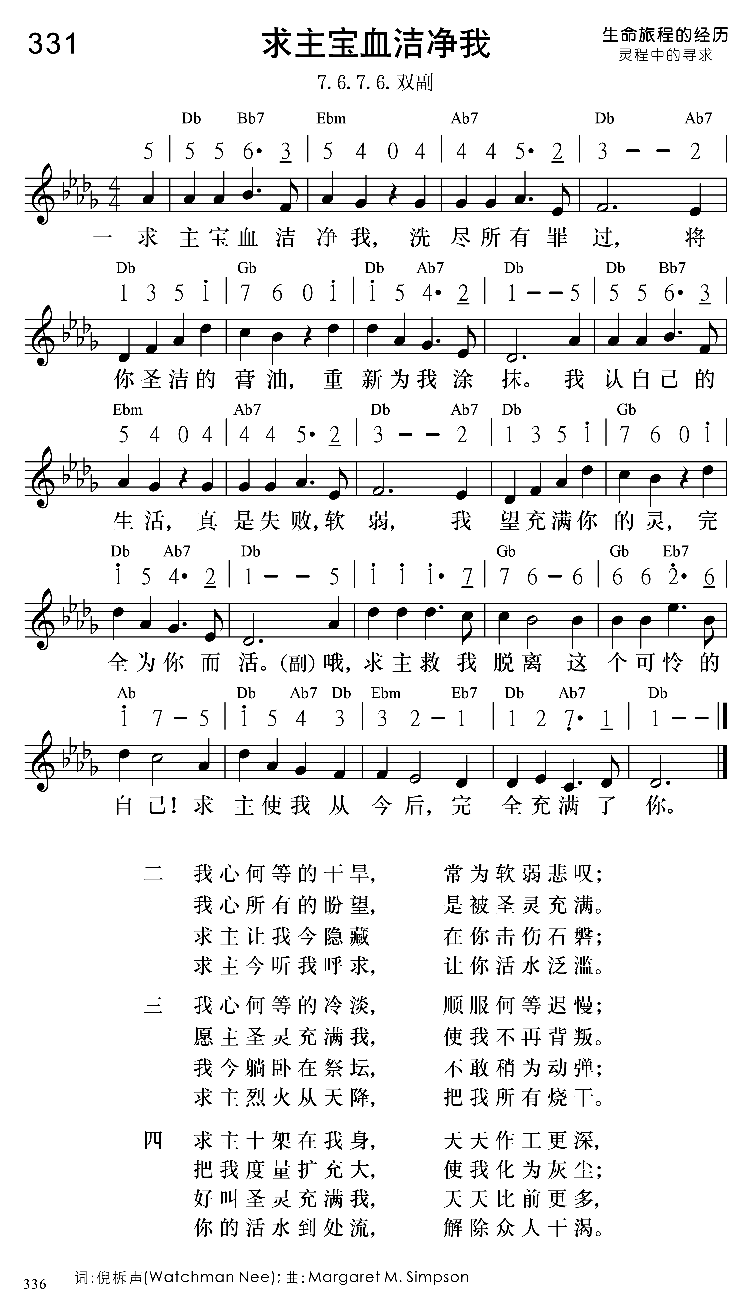 331 求主宝血洁净我 生命旅程的经历
灵程中的寻求
7.6.7.6.双副
Db Bb7 Ebm Ab7 Db Ab7
5 | 5 5 6· 3 | 5 4 0 4 | 4 4 5· 2 | 3 – – 2 |
一 求 主宝血 洁 净 我, 洗 尽所有 罪 过, 将
Db Gb Db Ab7 Db Db Bb7
1 3 5 i | 7 6 0 i | i 5 4· 2 | 1 – – 5 | 5 5 6· 3 |
你圣洁的 膏油, 重 新为我 涂 抹。 我 认白己的
Ebm Ab7 Db Ab7 Db Gb
5 4 0 4 | 4 4 5· 2 | 3 – – 2 | 1 3 5 i | 7 6 0 i |
生活, 真 是失败,软 弱, 我 望充满你 的灵, 完
Db Ab7 Db Gb Gb Eb7
i 5 4· 2 | 1 – – 5 | i i i· 7 | 7 6 – 6 | 6 6 2̇· 6 |
全为你 而 活。(副) 哦,求主救我 脱离 这 个可怜的
Ab Db Ab7 Db Ebm Eb7 Db Ab7 Db
i 7 – 5 | i 5 4 3 | 3 2 – 1 | 1 2 7̣· 1 | 1 – – ‖
自己! 求 主使我 从 今后, 完 全充满了 你。
二 我心何等的干旱, 常为软弱悲叹;
我心所有的盼望, 是被圣灵充满。
求主让我今隐藏 在你击伤石磐;
求主今听我呼求, 让你活水泛滥。
三 我心何等的冷淡, 顺服何等迟慢;
愿主圣灵充满我, 使我不再背叛。
我今躺卧在祭坛, 不敢稍为动弹;
求主烈火从天降, 把我所有烧干。
四 求主十架在我身, 天天作工更深,
把我度量扩充大, 使我化为灰尘;
好叫圣灵充满我, 天天比前更多,
你的活水到处流, 解除众人干渴。
336 词:倪柝声(Watchman Nee);曲:Margaret M. Simpson